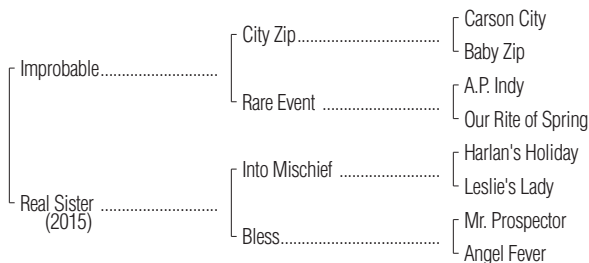 Carson City
City Zip
Baby Zip
Improbable
A.P. Indy
Rare Event
Our Rite of Spring
Harlan's Holiday
Into Mischief
Leslie's Lady
Real Sister
(2015)
Mr. Prospector
Bless
Angel Fever